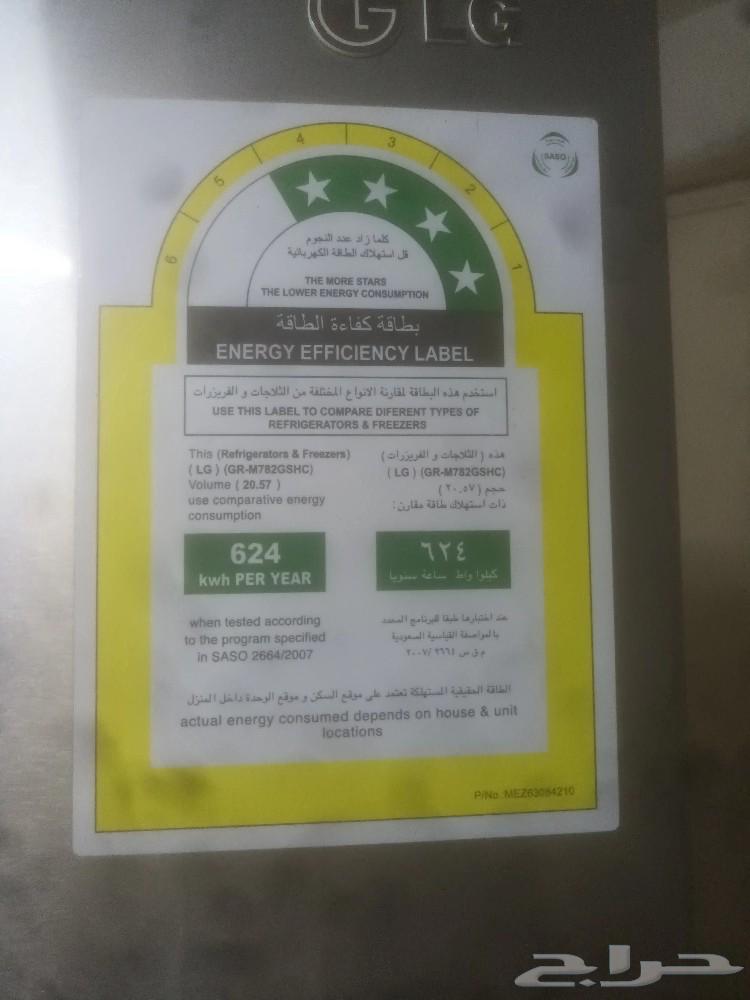 LG
SASO
6 5 4 3 2 1
كلما زاد عدد النجوم
قل استهلاك الطاقة الكهربائية
THE MORE STARS
THE LOWER ENERGY CONSUMPTION
بطاقة كفاءة الطاقة
ENERGY EFFICIENCY LABEL
استخدم هذه البطاقة لمقارنة الانواع المختلفة من الثلاجات و الفريزرات
USE THIS LABEL TO COMPARE DIFERENT TYPES OF
REFRIGERATORS & FREEZERS
This (Refrigerators & Freezers)
( LG ) (GR-M782GSHC)
Volume ( 20.57 )
use comparative energy
consumption
هذه ( الثلاجات و الفريزرات )
( LG ) (GR-M782GSHC)
حجم ( ٢٠.٥٧ )
ذات استهلاك طاقة مقارن:
624
kwh PER YEAR
٦٢٤
كيلوا واط ساعة سنويا
when tested according
to the program specified
in SASO 2664/2007
عند اختبارها طبقا للبرنامج المحدد
بالمواصفة القياسية السعودية
م ق س ٢٦٦٤ /٢٠٠٧
الطاقة الحقيقية المستهلكة تعتمد على موقع السكن و موقع الوحدة داخل المنزل
actual energy consumed depends on house & unit
locations
P/No. MEZ63084210
حراج